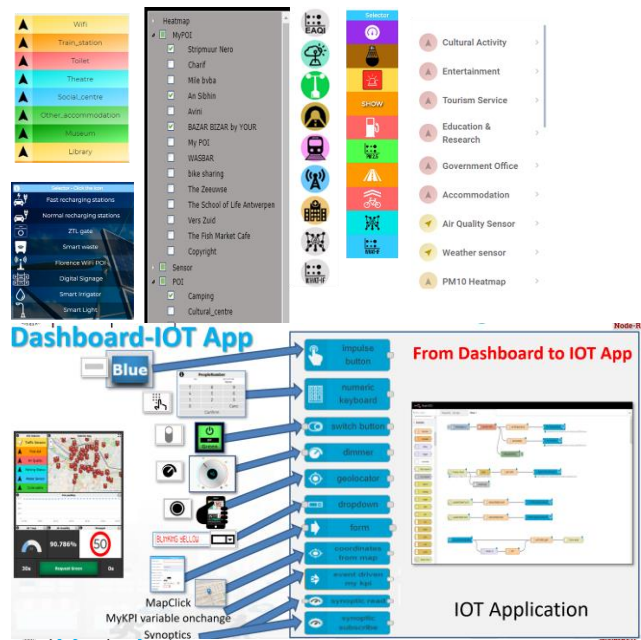 Wifi
Train_station
Toilet
Theatre
Social_centre
Other_accommodation
Museum
Library
Heatmap
MyPOI
Stripmuur Nero
Charif
Mile bvba
An Sibhin
Avini
BAZAR BIZAR by YOUR
My POI
WASBAR
bike sharing
The Zeeuwse
The School of Life Antwerpen
Vers Zuid
The Fish Market Cafe
Copyright
Sensor
POI
Camping
Cultural_centre
EAQI
Selector
SHOW
Cultural Activity
Entertainment
Tourism Service
Education &
Research
Government Office
Accommodation
Air Quality Sensor
Weather sensor
PM10 Heatmap
Fast recharging stations
Normal recharging stations
ZTL gate
Smart waste
Florence WiFi POI
Digital Signage
Smart Irrigator
Smart Light
Dashboard-IOT App
Blue
Confirm
BLINKING YELLOW
90.786%
50
MapClick
MyKPI variable onchange
Synoptics
impulse
button
numeric
keyboard
switch button
dimmer
geolocator
dropdown
form
coordinates
from map
event driven
my kpi
synoptic read
synoptic
subscribe
Node-R
From Dashboard to IOT App
IOT Application